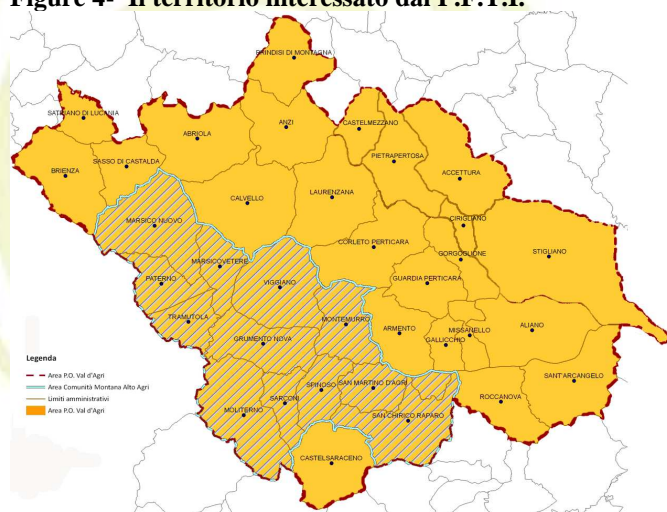 Figure 4- Il territorio interessato dal P.F.T.I.
BRINDISI DI MONTAGNA
SATRIANO DI LUCANIA
ANZI
CASTELMEZZANO
ABRIOLA
PIETRAPERTOSA
SASSO DI CASTALDA
BRIENZA
ACCETTURA
CALVELLO
LAURENZANA
MARSICO NUOVO
CIRIGLIANO
CORLETO PERTICARA
GORGOGLIONE
STIGLIANO
MARSICOVETERE
PATERNO
VIGGIANO
GUARDIA PERTICARA
TRAMUTOLA
MONTEMURRO
ARMENTO
MISSANELLO
ALIANO
GRUMENTO NOVA
GALLICCHIO
SPINOSO
SAN MARTINO D'AGRI
SANT'ARCANGELO
SARCONI
ROCCANOVA
MOLITERNO
SAN CHIRICO RAPARO
CASTELSARACENO
Legenda
Area P.O. Val d'Agri
Area Comunità Montana Alto Agri
Limiti amministrativi
Area P.O. Val d'Agri